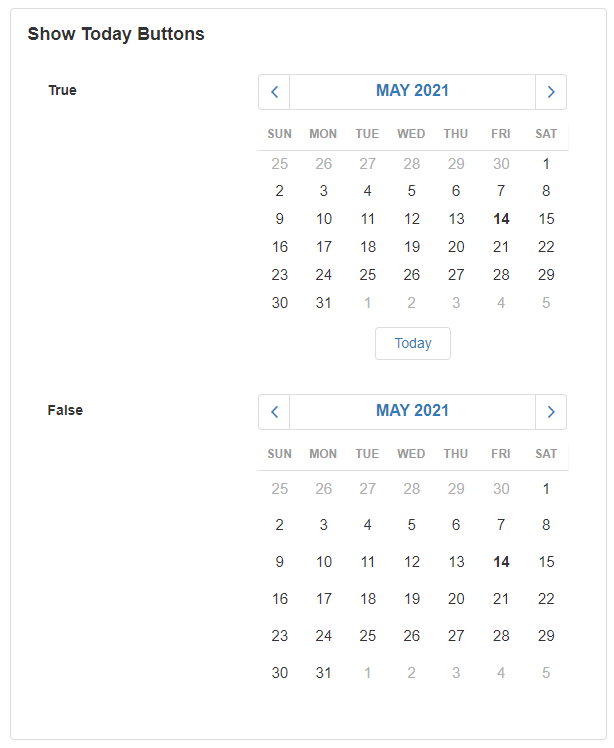 Show Today Buttons
True
MAY 2021
SUN MON TUE WED THU FRI SAT
25 26 27 28 29 30 1
2 3 4 5 6 7 8
9 10 11 12 13 14 15
16 17 18 19 20 21 22
23 24 25 26 27 28 29
30 31 1 2 3 4 5
Today
False
MAY 2021
SUN MON TUE WED THU FRI SAT
25 26 27 28 29 30 1
2 3 4 5 6 7 8
9 10 11 12 13 14 15
16 17 18 19 20 21 22
23 24 25 26 27 28 29
30 31 1 2 3 4 5